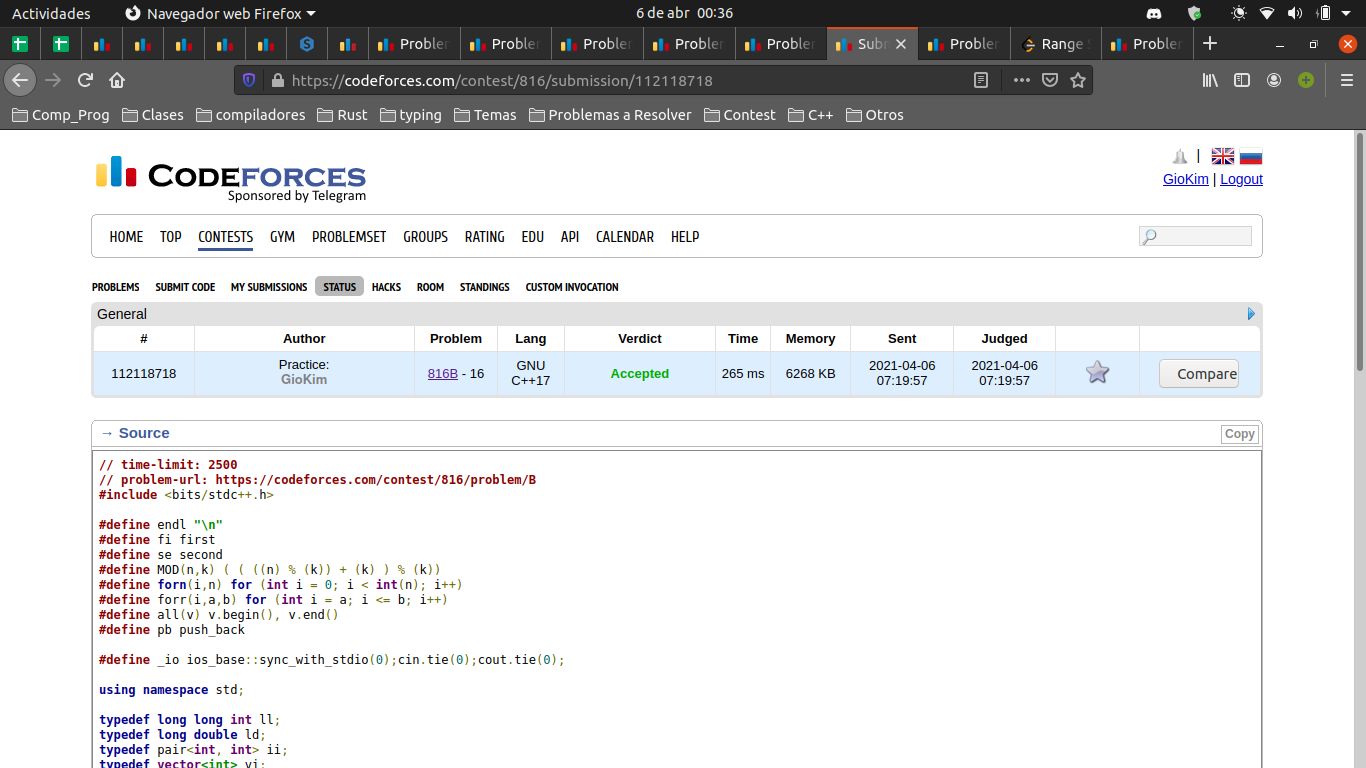 Actividades Navegador web Firefox 6 de abr 00:36
Problem Problem Problem Problem Problem Subm Problem Range S Problem
https://codeforces.com/contest/816/submission/112118718
Comp_Prog Clases compiladores Rust typing Temas Problemas a Resolver Contest C++ Otros
CODEFORCES
Sponsored by Telegram
|
GioKim | Logout
HOME TOP CONTESTS GYM PROBLEMSET GROUPS RATING EDU API CALENDAR HELP
PROBLEMS SUBMIT CODE MY SUBMISSIONS STATUS HACKS ROOM STANDINGS CUSTOM INVOCATION
General
# Author Problem Lang Verdict Time Memory Sent Judged
112118718 Practice: GioKim 816B - 16 GNU C++17 Accepted 265 ms 6268 KB 2021-04-06 07:19:57 2021-04-06 07:19:57 Compare
→ Source Copy
// time-limit: 2500
// problem-url: https://codeforces.com/contest/816/problem/B
#include <bits/stdc++.h>
#define endl "\n"
#define fi first
#define se second
#define MOD(n,k) ( ( ((n) % (k)) + (k) ) % (k))
#define forn(i,n) for (int i = 0; i < int(n); i++)
#define forr(i,a,b) for (int i = a; i <= b; i++)
#define all(v) v.begin(), v.end()
#define pb push_back
#define _io ios_base::sync_with_stdio(0);cin.tie(0);cout.tie(0);
using namespace std;
typedef long long int ll;
typedef long double ld;
typedef pair<int, int> ii;
typedef vector<int> vi;